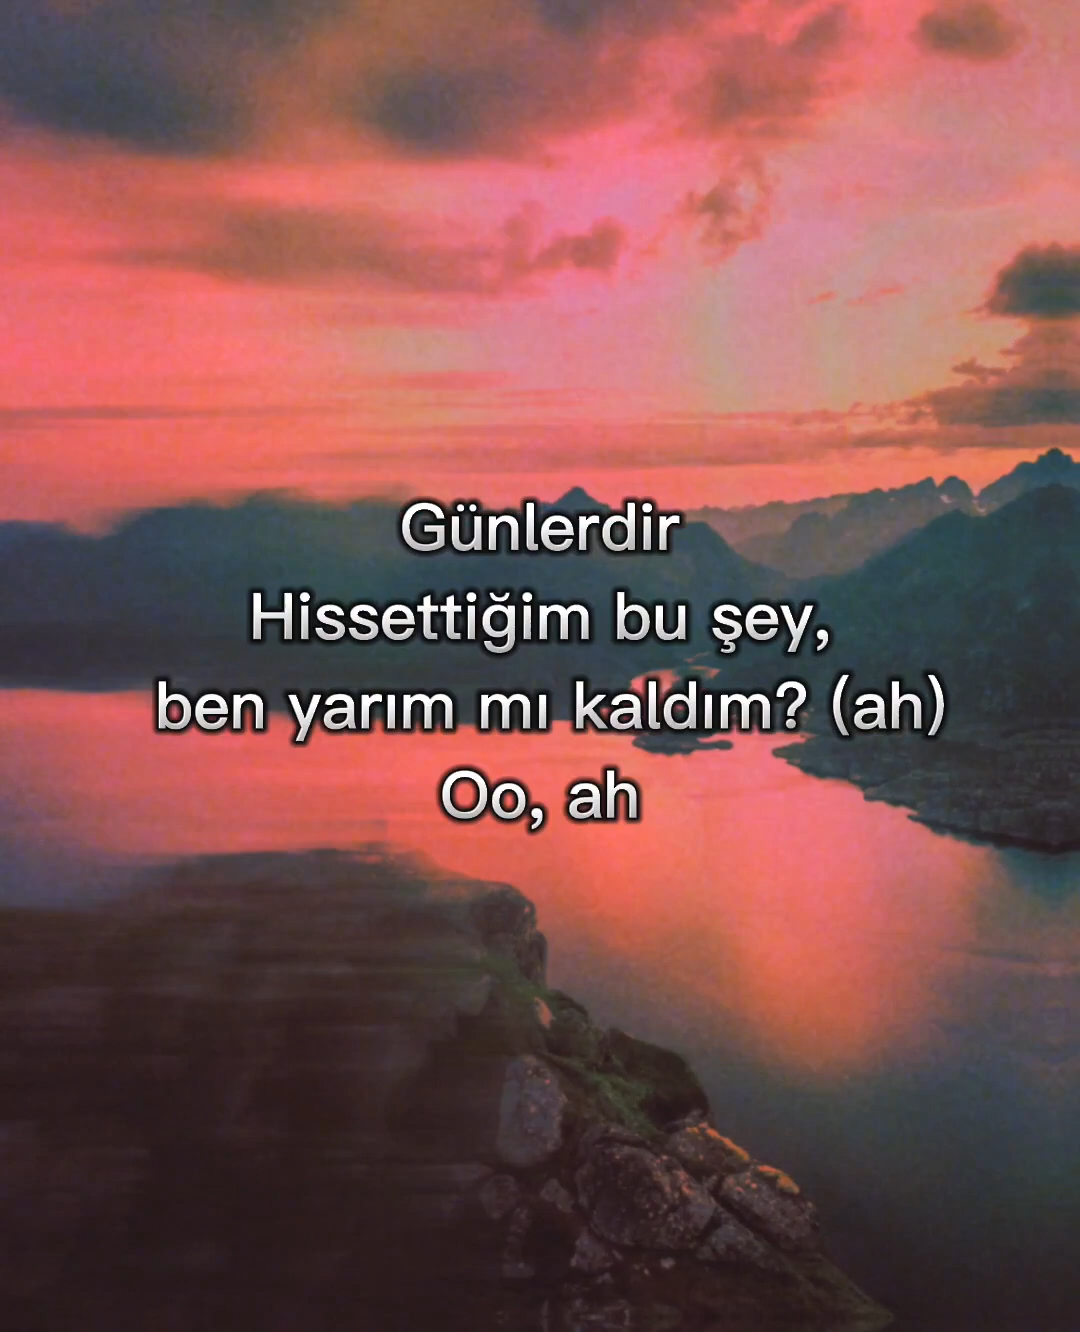 Günlerdir
Hissettiğim bu şey,
ben yarım mı kaldım? (ah)
Oo, ah